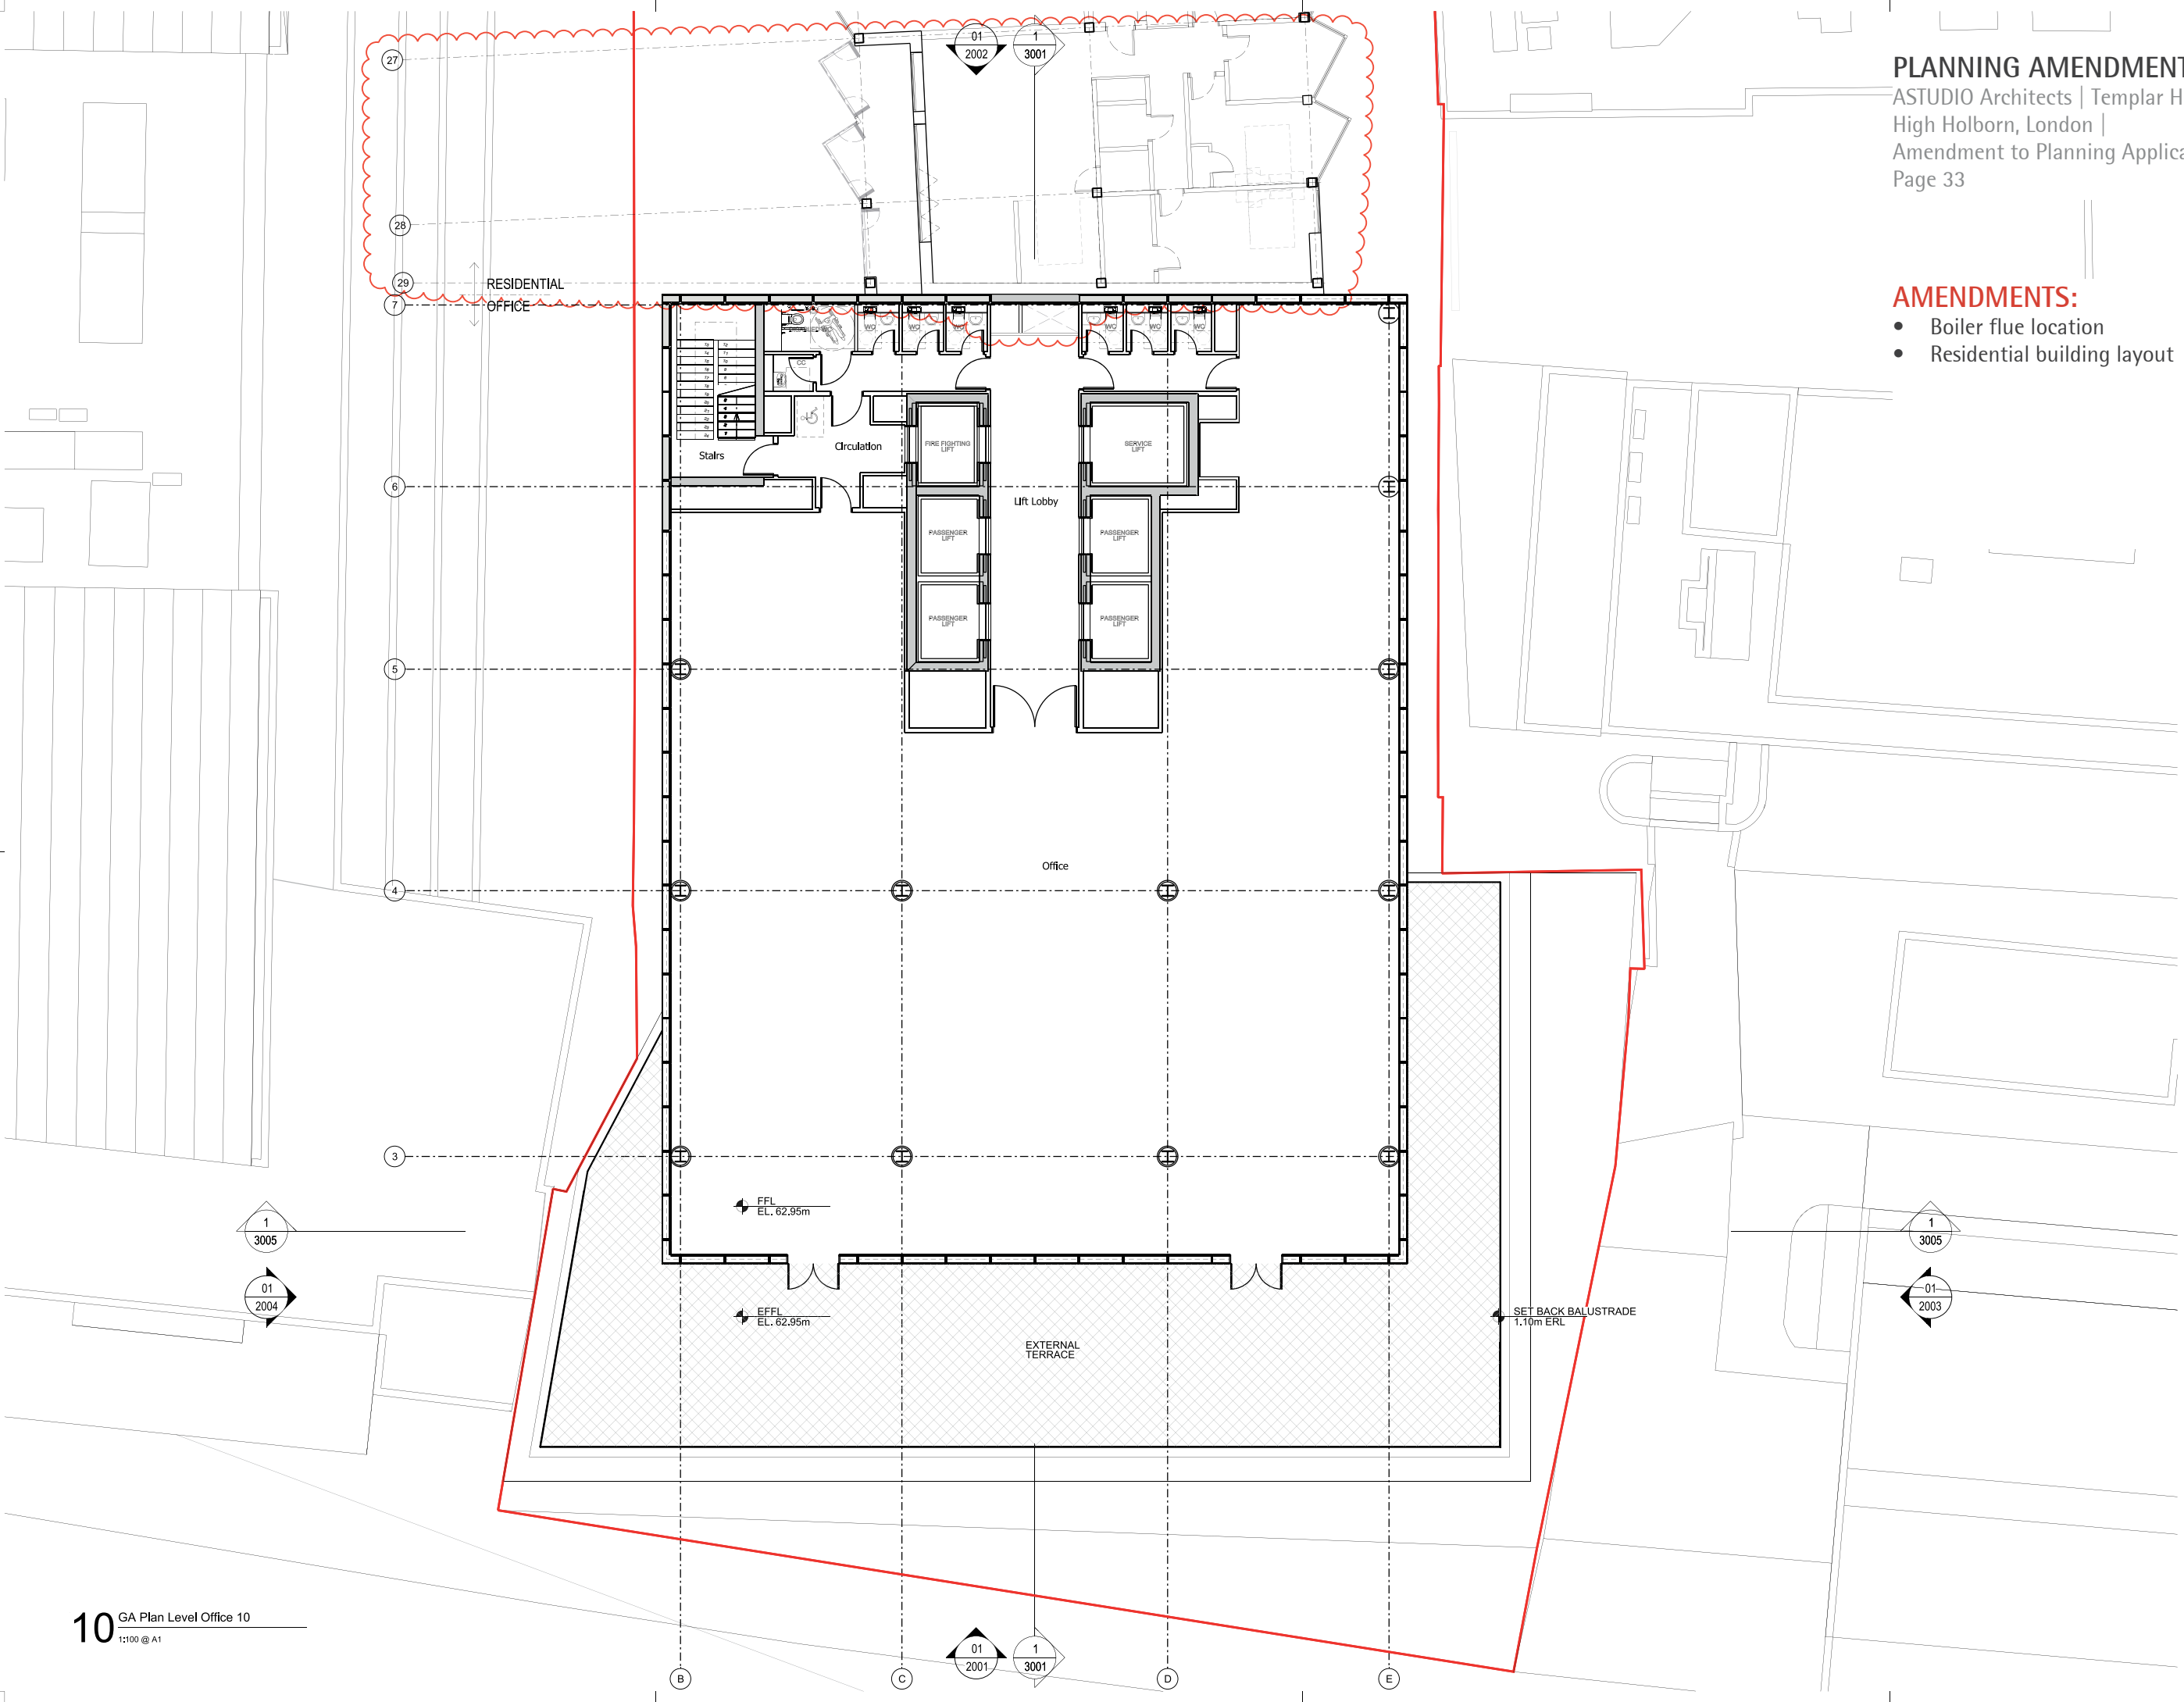 PLANNING AMENDMENT
ASTUDIO Architects | Templar H
High Holborn, London |
Amendment to Planning Applica
Page 33
AMENDMENTS:
• Boiler flue location
• Residential building layout
01
2002
1
3001
27
28
29
7
RESIDENTIAL
OFFICE
WC
WC
WC
WC
WC
WC
CC
Stairs
Circulation
FIRE FIGHTING
LIFT
SERVICE
LIFT
6
Lift Lobby
PASSENGER
LIFT
PASSENGER
LIFT
PASSENGER
LIFT
PASSENGER
LIFT
5
Office
4
3
FFL
EL. 62.95m
1
3005
1
3005
01
2004
01
2003
EFFL
EL. 62.95m
SET BACK BALUSTRADE
1.10m ERL
EXTERNAL
TERRACE
10
GA Plan Level Office 10
1:100 @ A1
01
2001
1
3001
B
C
D
E